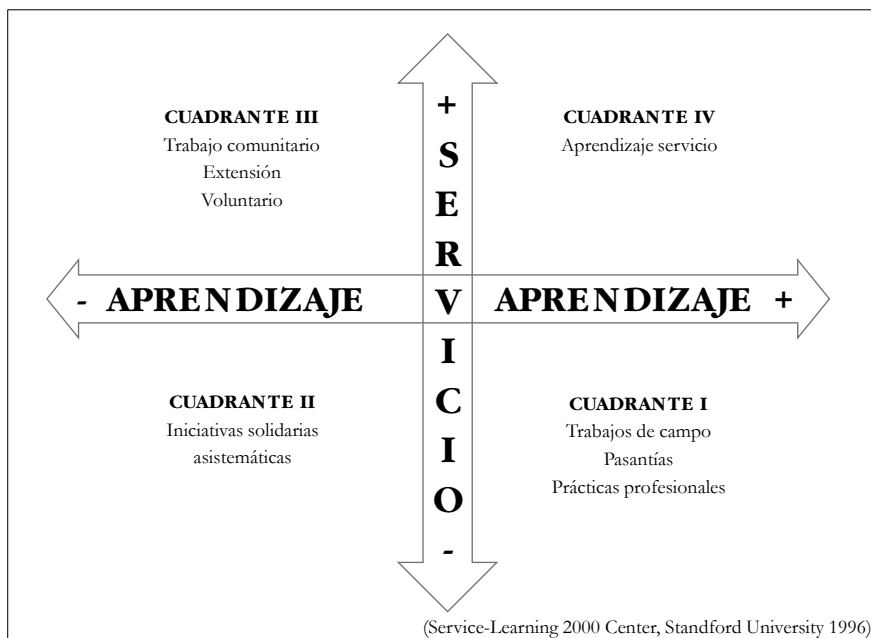 CUADRANTE III
Trabajo comunitario
Extensión
Voluntario
CUADRANTE IV
Aprendizaje servicio
+ SERVICIO -
- APRENDIZAJE
APRENDIZAJE +
CUADRANTE II
Iniciativas solidarias
asistemáticas
CUADRANTE I
Trabajos de campo
Pasantías
Prácticas profesionales
(Service-Learning 2000 Center, Standford University 1996)